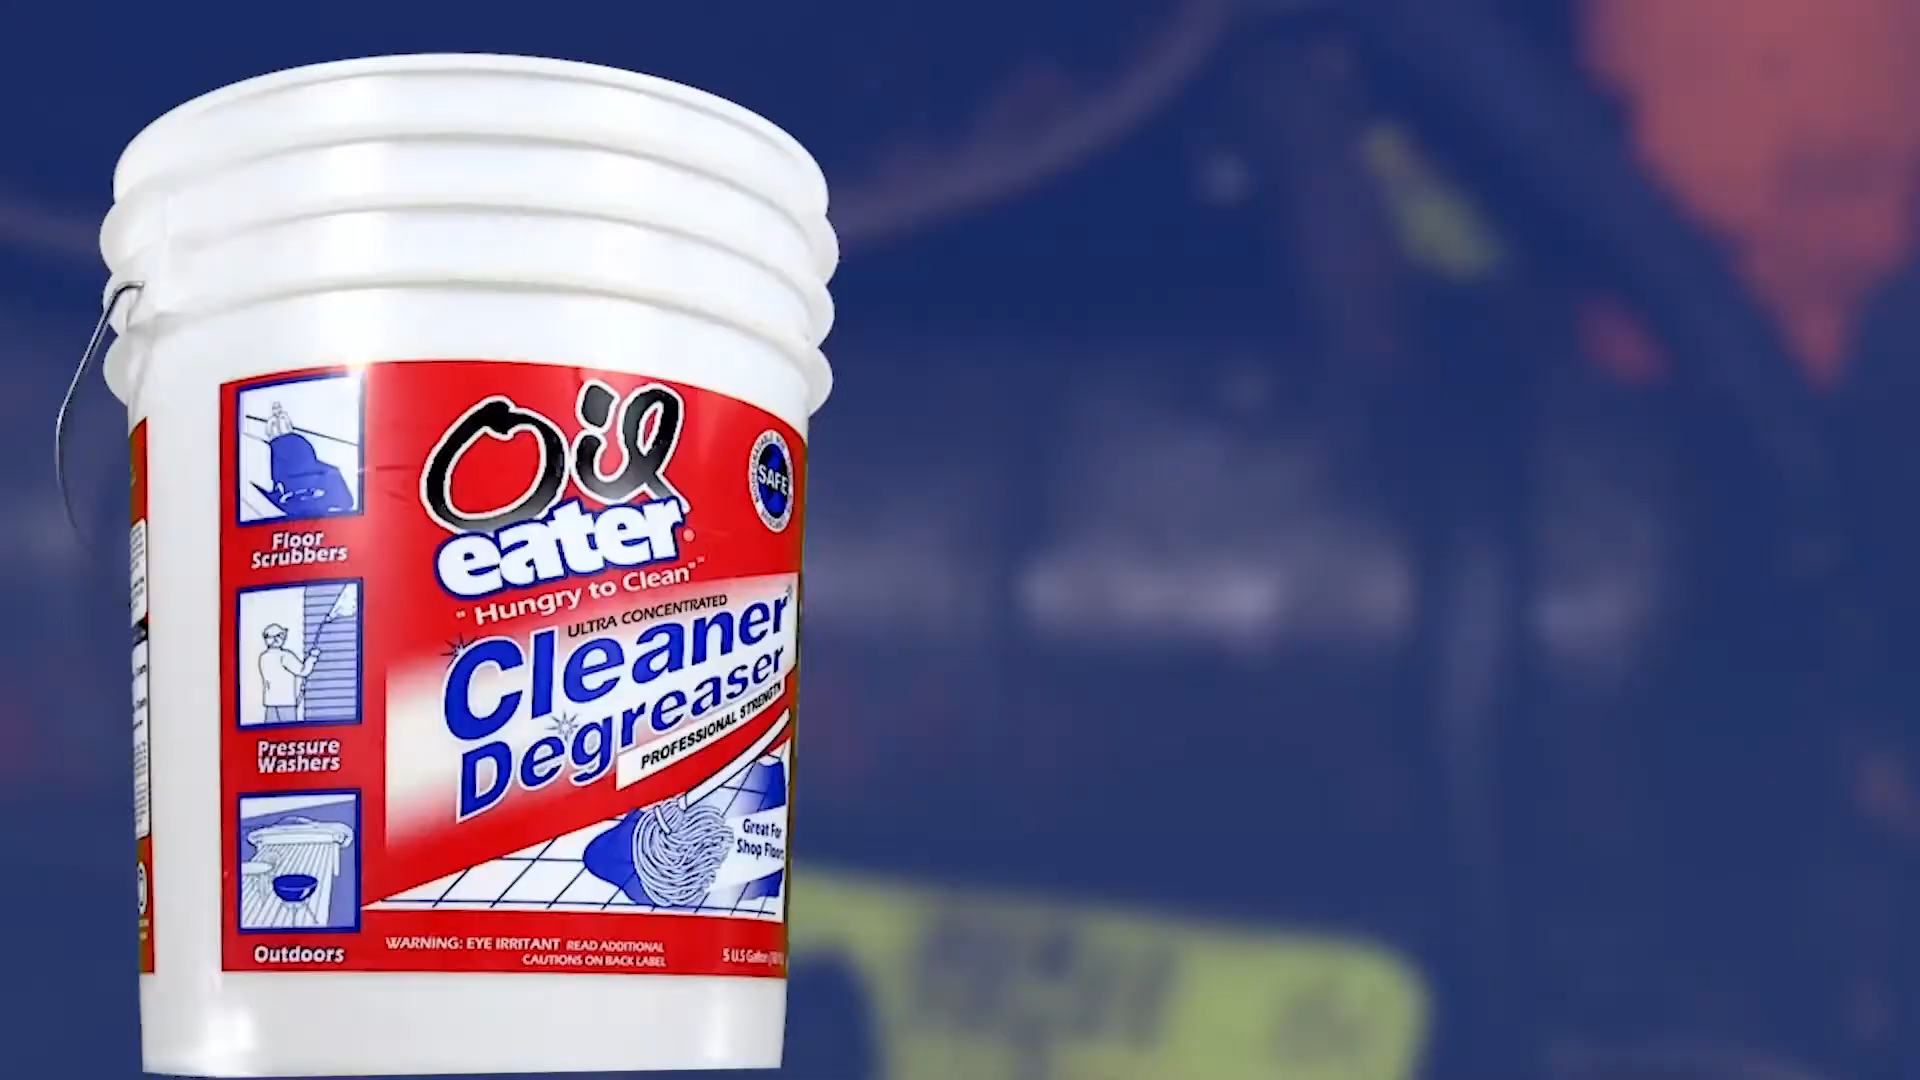 Oil
eater
"Hungry to Clean"
ULTRA CONCENTRATED
Cleaner
Degreaser
PROFESSIONAL STRENGTH
SAFE
Floor
Scrubbers
Pressure
Washers
Outdoors
Great For
Shop Floors
WARNING: EYE IRRITANT READ ADDITIONAL
CAUTIONS ON BACK LABEL
5 U.S Gallon